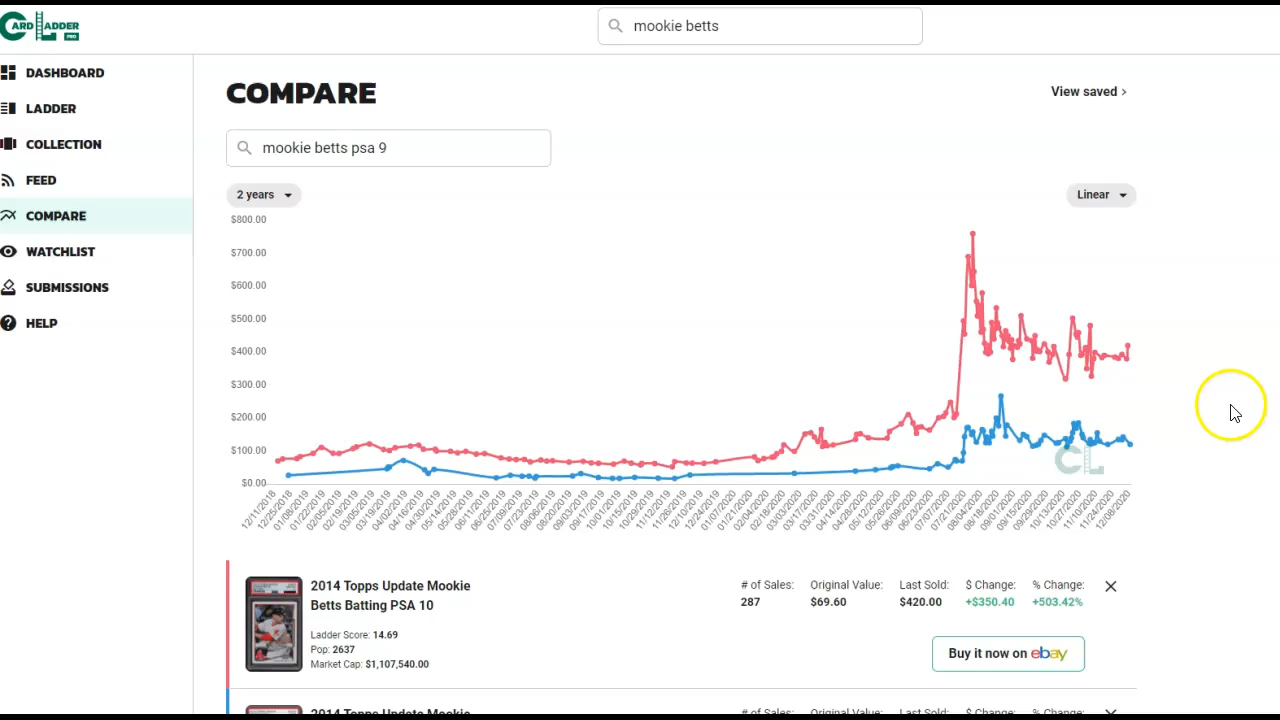 CARD LADDER
PRO
mookie betts
DASHBOARD
LADDER
COLLECTION
FEED
COMPARE
WATCHLIST
SUBMISSIONS
HELP
COMPARE
View saved ›
mookie betts psa 9
2 years
Linear
$800.00
$700.00
$600.00
$500.00
$400.00
$300.00
$200.00
$100.00
$0.00
12/11/2018
12/25/2018
01/08/2019
01/22/2019
02/05/2019
02/19/2019
03/05/2019
03/19/2019
04/02/2019
04/16/2019
04/30/2019
05/14/2019
05/28/2019
06/11/2019
06/25/2019
07/09/2019
07/23/2019
08/06/2019
08/20/2019
09/03/2019
09/17/2019
10/01/2019
10/15/2019
10/29/2019
11/12/2019
11/26/2019
12/10/2019
12/24/2019
01/07/2020
01/21/2020
02/04/2020
02/18/2020
03/03/2020
03/17/2020
03/31/2020
04/14/2020
04/28/2020
05/12/2020
05/26/2020
06/09/2020
06/23/2020
07/07/2020
07/21/2020
08/04/2020
08/18/2020
09/01/2020
09/15/2020
09/29/2020
10/13/2020
10/27/2020
11/10/2020
11/24/2020
12/08/2020
CL
2014 Topps Update Mookie
Betts Batting PSA 10
Ladder Score: 14.69
Pop: 2637
Market Cap: $1,107,540.00
# of Sales: Original Value: Last Sold: $ Change: % Change:
287 $69.60 $420.00 +$350.40 +503.42%
Buy it now on ebay
2014 Topps Update Mookie
# of Sales: Original Value: Last Sold: $ Change: % Change: